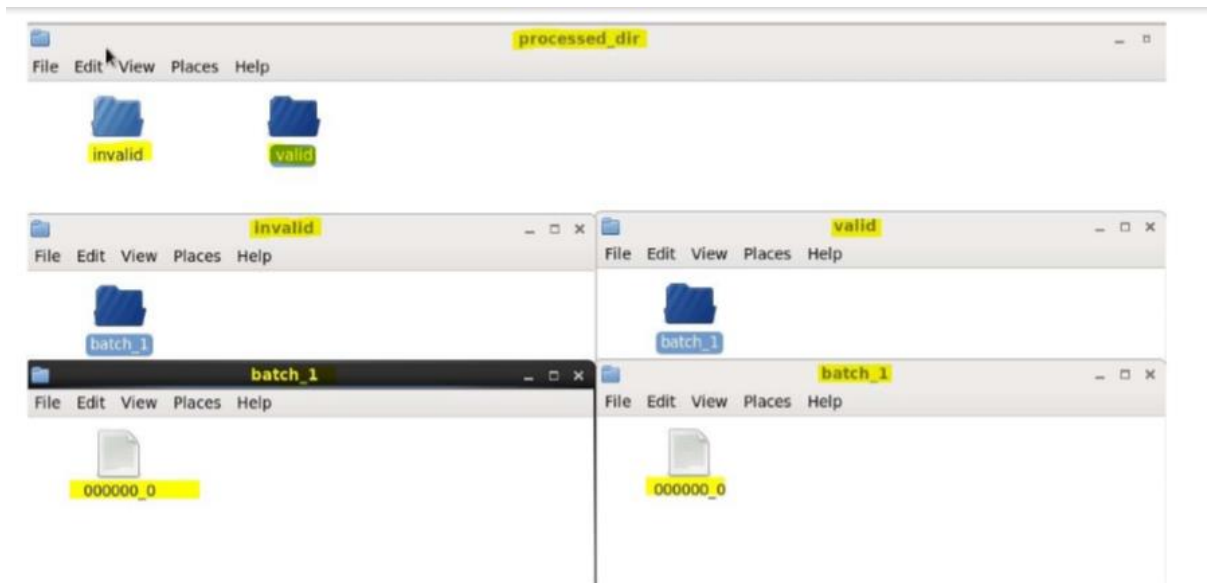 processed_dir
File Edit View Places Help
invalid
valid
invalid
File Edit View Places Help
batch_1
valid
File Edit View Places Help
batch_1
batch_1
File Edit View Places Help
000000_0
batch_1
File Edit View Places Help
000000_0